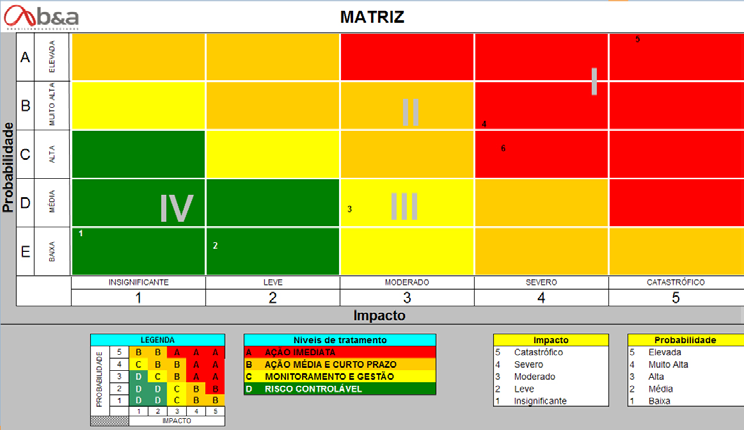 b&a
MATRIZ
Probabilidade
A ELEVADA 5
I
B MUITO ALTA II 4
C ALTA 6
D MÉDIA IV 3 III
E BAIXA 1 2
INSIGNIFICANTE LEVE MODERADO SEVERO CATASTRÓFICO
1 2 3 4 5
Impacto
LEGENDA
PROBABILIDADE
5 B B A A A
4 C B B A A
3 D C B A A
2 D D C B A
1 D D C B B
1 2 3 4 5
IMPACTO
Níveis de tratamento
A AÇÃO IMEDIATA
B AÇÃO MÉDIA E CURTO PRAZO
C MONITORAMENTO E GESTÃO
D RISCO CONTROLÁVEL
Impacto
5 Catastrófico
4 Severo
3 Moderado
2 Leve
1 Insignificante
Probabilidade
5 Elevada
4 Muito Alta
3 Alta
2 Média
1 Baixa